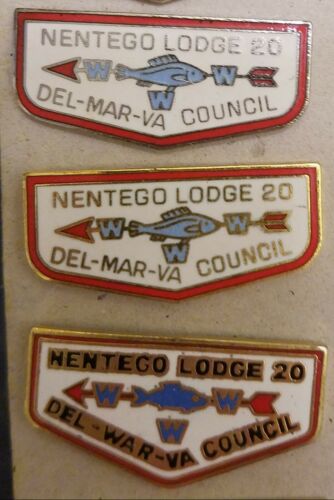 NENTEGO LODGE 20
W W
W
DEL-MAR-VA COUNCIL
NENTEGO LODGE 20
W W
W
DEL-MAR-VA COUNCIL
NENTEGO LODGE 20
W W
W
DEL-WAR-VA COUNCIL